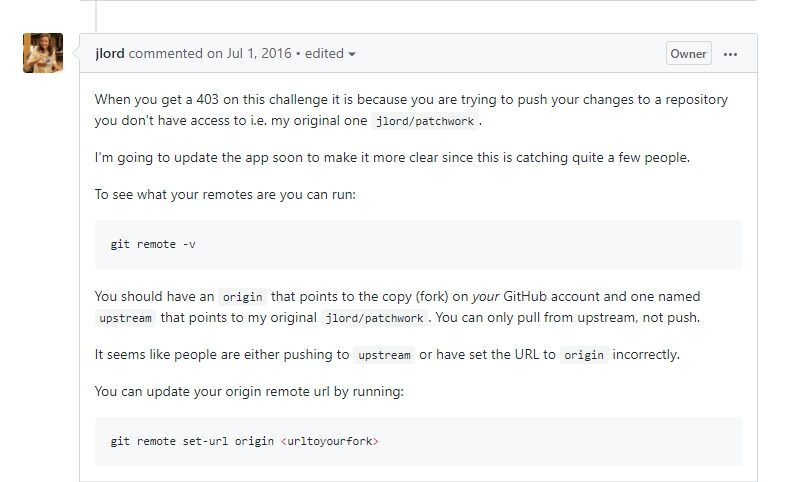 jlord commented on Jul 1, 2016 • edited
Owner
When you get a 403 on this challenge it is because you are trying to push your changes to a repository
you don't have access to i.e. my original one jlord/patchwork.
I'm going to update the app soon to make it more clear since this is catching quite a few people.
To see what your remotes are you can run:
git remote -v
You should have an origin that points to the copy (fork) on your GitHub account and one named
upstream that points to my original jlord/patchwork. You can only pull from upstream, not push.
It seems like people are either pushing to upstream or have set the URL to origin incorrectly.
You can update your origin remote url by running:
git remote set-url origin <urltoyourfork>